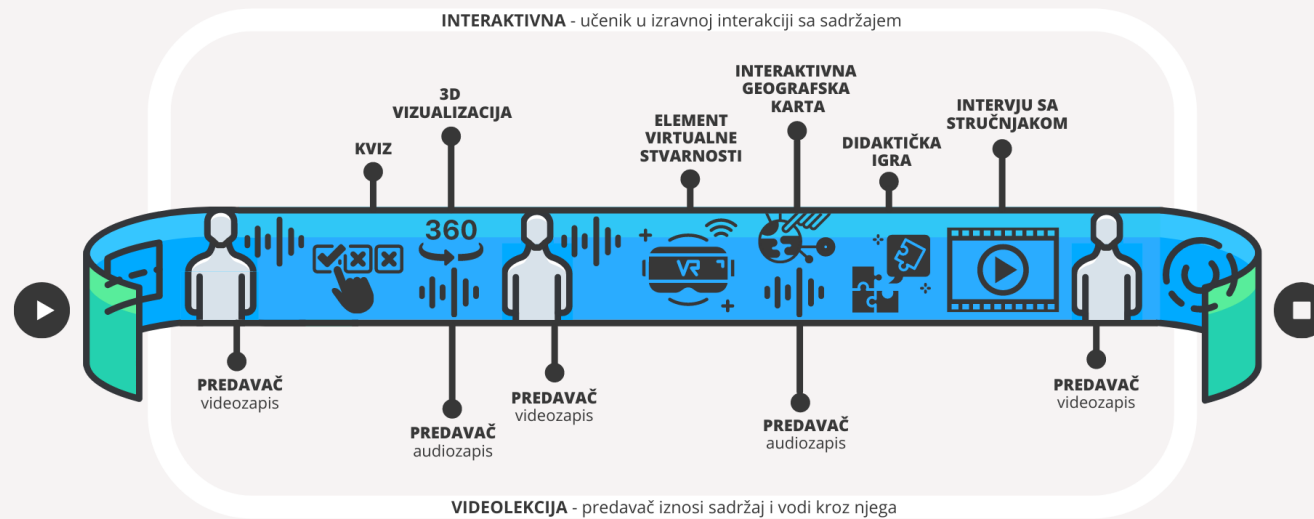 INTERAKTIVNA - učenik u izravnoj interakciji sa sadržajem
KVIZ
3D
VIZUALIZACIJA
ELEMENT
VIRTUALNE
STVARNOSTI
INTERAKTIVNA
GEOGRAFSKA
KARTA
DIDAKTIČKA
IGRA
INTERVJU SA
STRUČNJAKOM
360
VR
PREDAVAČ
videozapis
PREDAVAČ
audiozapis
PREDAVAČ
videozapis
PREDAVAČ
audiozapis
PREDAVAČ
videozapis
VIDEOLEKCIJA - predavač iznosi sadržaj i vodi kroz njega